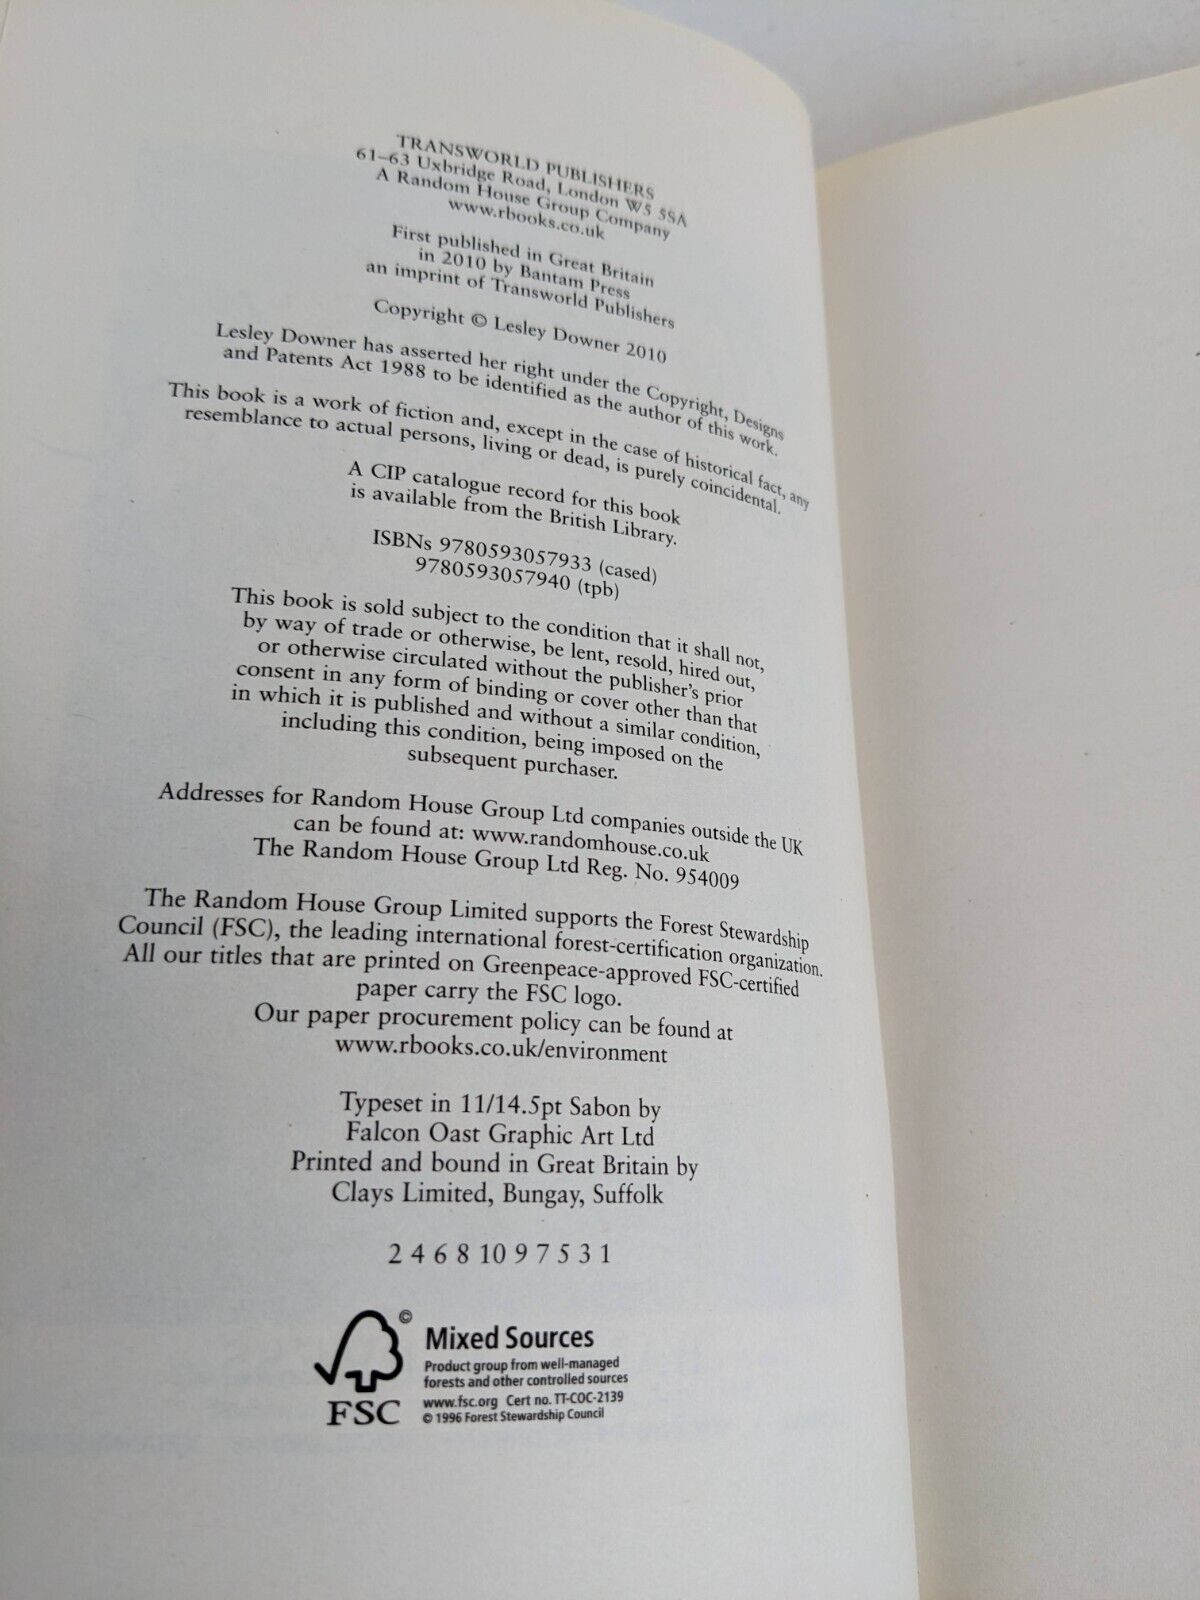 TRANSWORLD PUBLISHERS
61–63 Uxbridge Road, London W5 5SA
A Random House Group Company
www.rbooks.co.uk
First published in Great Britain
in 2010 by Bantam Press
an imprint of Transworld Publishers
Copyright © Lesley Downer 2010
Lesley Downer has asserted her right under the Copyright, Designs
and Patents Act 1988 to be identified as the author of this work.
This book is a work of fiction and, except in the case of historical fact, any
resemblance to actual persons, living or dead, is purely coincidental.
A CIP catalogue record for this book
is available from the British Library.
ISBNs 9780593057933 (cased)
9780593057940 (tpb)
This book is sold subject to the condition that it shall not,
by way of trade or otherwise, be lent, resold, hired out,
or otherwise circulated without the publisher's prior
consent in any form of binding or cover other than that
in which it is published and without a similar condition,
including this condition, being imposed on the
subsequent purchaser.
Addresses for Random House Group Ltd companies outside the UK
can be found at: www.randomhouse.co.uk
The Random House Group Ltd Reg. No. 954009
The Random House Group Limited supports the Forest Stewardship
Council (FSC), the leading international forest-certification organization.
All our titles that are printed on Greenpeace-approved FSC-certified
paper carry the FSC logo.
Our paper procurement policy can be found at
www.rbooks.co.uk/environment
Typeset in 11/14.5pt Sabon by
Falcon Oast Graphic Art Ltd
Printed and bound in Great Britain by
Clays Limited, Bungay, Suffolk
2 4 6 8 10 9 7 5 3 1
©
FSC
Mixed Sources
Product group from well-managed
forests and other controlled sources
www.fsc.org Cert no. TT-COC-2139
© 1996 Forest Stewardship Council